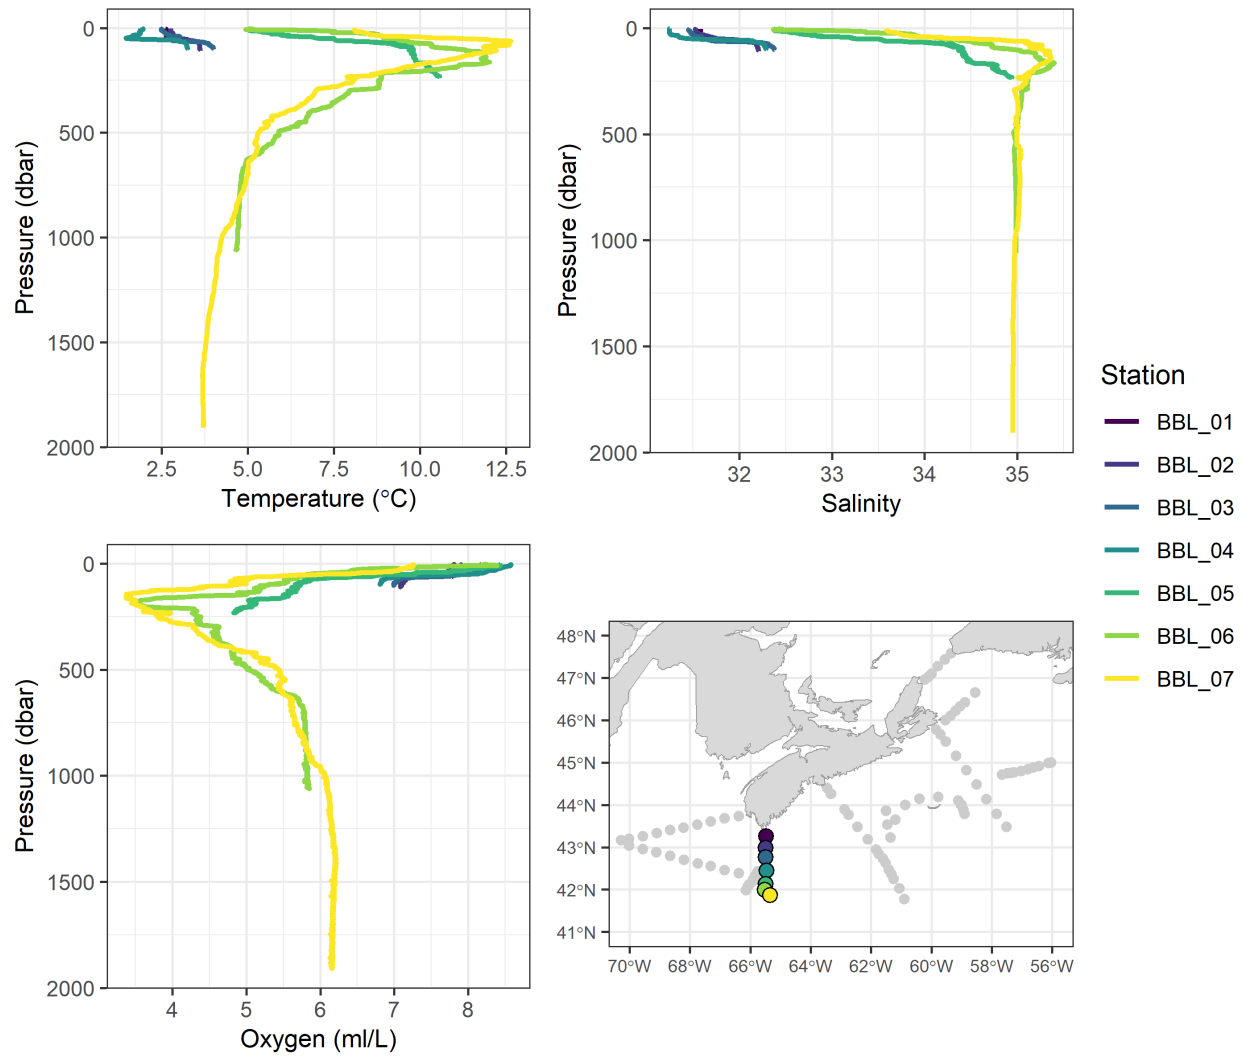 0
500
1000
1500
2000
Pressure (dbar)
2.5 5.0 7.5 10.0 12.5
Temperature (°C)
0
500
1000
1500
2000
Pressure (dbar)
32 33 34 35
Salinity
0
500
1000
1500
2000
Pressure (dbar)
4 5 6 7 8
Oxygen (ml/L)
48°N
47°N
46°N
45°N
44°N
43°N
42°N
41°N
70°W 68°W 66°W 64°W 62°W 60°W 58°W 56°W
Station
BBL_01
BBL_02
BBL_03
BBL_04
BBL_05
BBL_06
BBL_07